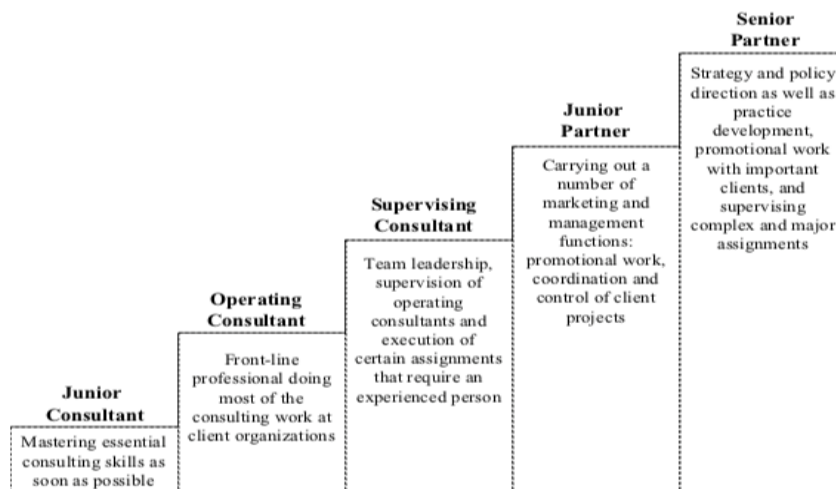 Junior
Consultant
Mastering essential
consulting skills as
soon as possible
Operating
Consultant
Front-line
professional doing
most of the
consulting work at
client organizations
Supervising
Consultant
Team leadership,
supervision of
operating
consultants and
execution of
certain assignments
that require an
experienced person
Junior
Partner
Carrying out a
number of
marketing and
management
functions:
promotional work,
coordination and
control of client
projects
Senior
Partner
Strategy and policy
direction as well as
practice
development,
promotional work
with important
clients, and
supervising
complex and major
assignments